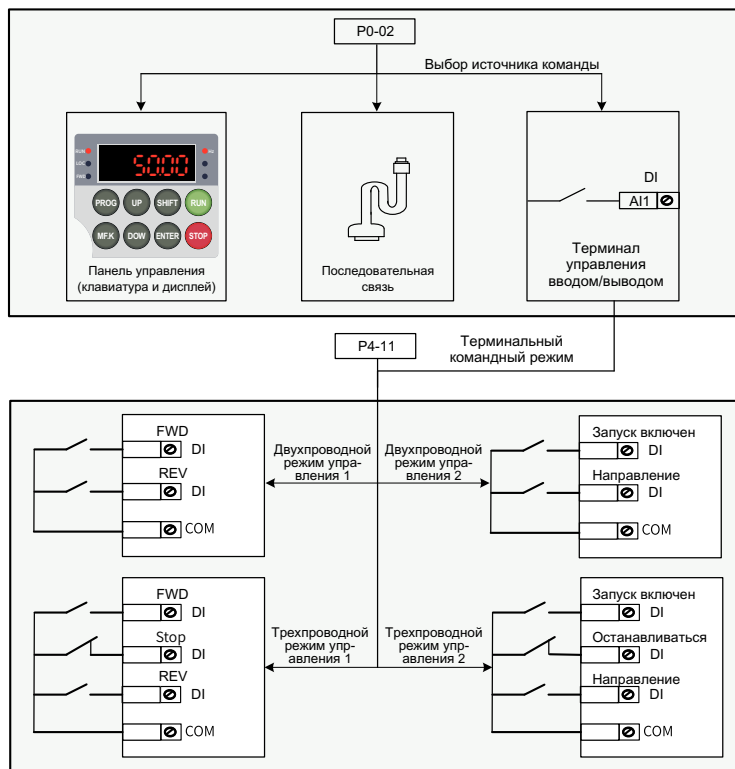 P0-02
Выбор источника команды
RUN
LOC
50.00
PROG UP SHIFT RUN
MF.K DOW ENTER STOP
Панель управления
(клавиатура и дисплей)
Последовательная
связь
DI
AI1
Терминал
управления
вводом/выводом
P4-11
Терминальный
командный режим
FWD
DI
REV
DI
COM
Двухпроводной
режим упра-
вления 1
Двухпроводной
режим упра-
вления 2
Запуск включен
DI
Направление
DI
COM
FWD
DI
Stop
DI
REV
DI
COM
Трехпроводной
режим упр-
авления 1
Трехпроводной
режим упр-
авления 2
Запуск включен
DI
Останавливаться
DI
Направление
DI
COM